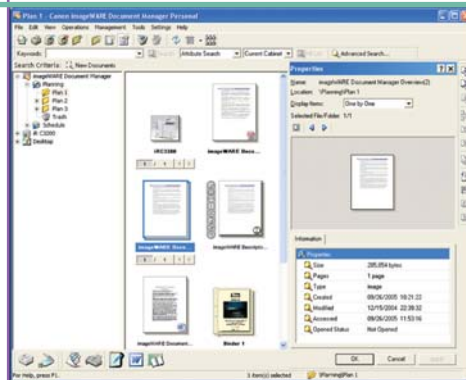 Plan 1 - Canon imageWARE Document Manager Personal
File Edit View Operations Management Tools Settings Help
Keywords: Attribute Search Current Cabinet Advanced Search...
Search Criteria: New Documents
imageWARE Document Manager
Planning
Plan 1
Plan 2
Plan 3
Trash
Schedule
iR C3200
Desktop
iRC3200
imageWARE Docu...
imageWARE Docu...
imageWARE Descripti...
imageWARE Documen...
Binder 1
Properties
Name: imageWARE Document Manager Overview(2)
Location: \Planning\Plan 1
Display Items: One by One
Selected File/Folder: 1/1
Information
Properties
Size 285,854 bytes
Pages 1 page
Type image
Created 09/26/2005 10:21:22
Modified 12/15/2004 22:39:32
Accessed 09/26/2005 11:53:16
Opened Status Not Opened
OK Cancel
For Help, press F1. 1 item(s) selected \Planning\Plan 1